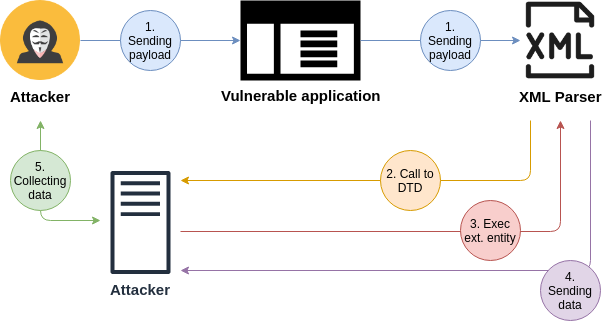 1.
Sending
payload
1.
Sending
payload
XML
Attacker
Vulnerable application
XML Parser
5.
Collecting
data
2. Call to
DTD
3. Exec
ext. entity
4.
Sending
data
Attacker